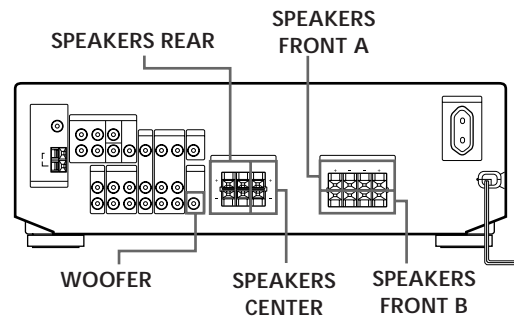 SPEAKERS REAR
SPEAKERS
FRONT A
+ - - +
+ +
- -
WOOFER
SPEAKERS
CENTER
SPEAKERS
FRONT B